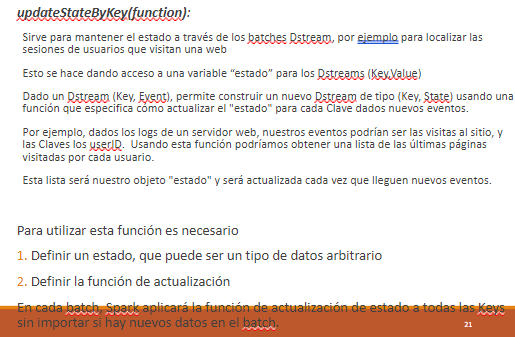 updateStateByKey(function):
Sirve para mantener el estado a través de los batches Dstream, por ejemplo para localizar las
sesiones de usuarios que visitan una web
Esto se hace dando acceso a una variable “estado” para los Dstreams (Key,Value)
Dado un Dstream (Key, Event), permite construir un nuevo Dstream de tipo (Key, State) usando una
función que especifica cómo actualizar el "estado" para cada Clave dados nuevos eventos.
Por ejemplo, dados los logs de un servidor web, nuestros eventos podrían ser las visitas al sitio, y
las Claves los userID. Usando esta función podríamos obtener una lista de las últimas páginas
visitadas por cada usuario.
Esta lista será nuestro objeto "estado" y será actualizada cada vez que lleguen nuevos eventos.
Para utilizar esta función es necesario
1. Definir un estado, que puede ser un tipo de datos arbitrario
2. Definir la función de actualización
En cada batch, Spark aplicará la función de actualización de estado a todas las Keys
sin importar si hay nuevos datos en el batch.
21